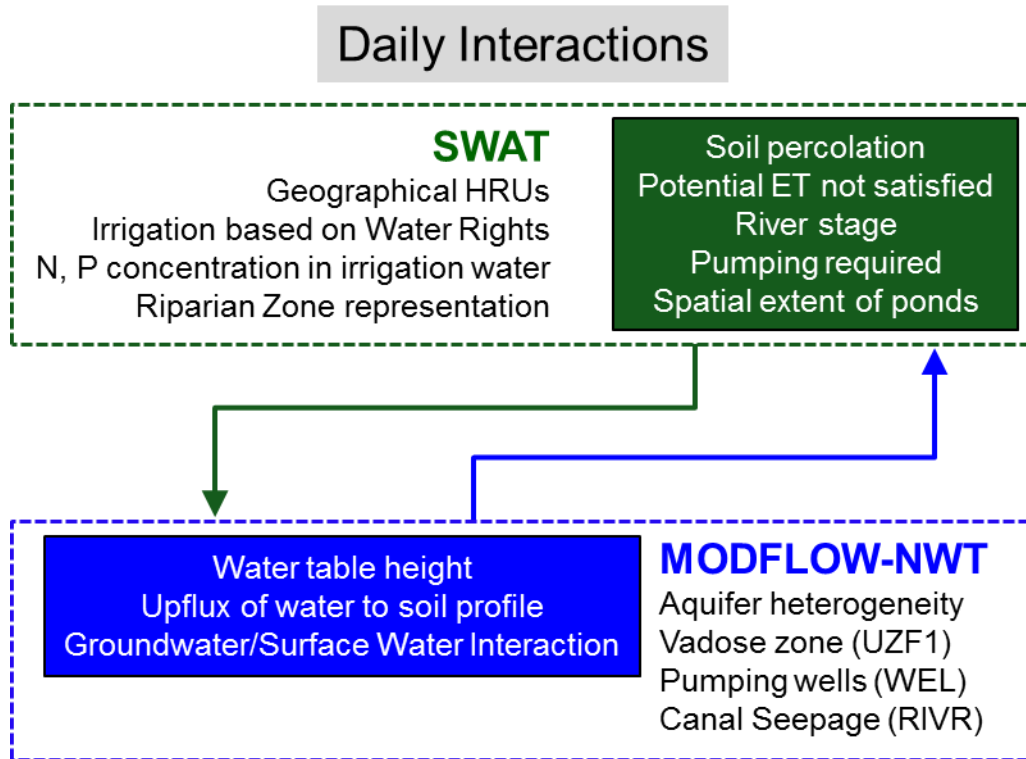 Daily Interactions
SWAT
Geographical HRUs
Irrigation based on Water Rights
N, P concentration in irrigation water
Riparian Zone representation
Soil percolation
Potential ET not satisfied
River stage
Pumping required
Spatial extent of ponds
Water table height
Upflux of water to soil profile
Groundwater/Surface Water Interaction
MODFLOW-NWT
Aquifer heterogeneity
Vadose zone (UZF1)
Pumping wells (WEL)
Canal Seepage (RIVR)